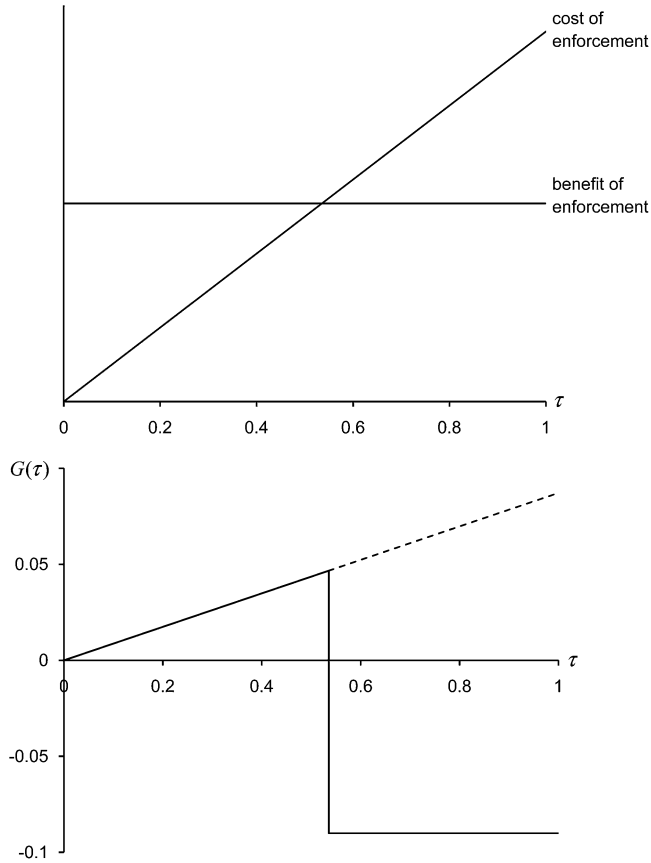 cost of
enforcement
benefit of
enforcement
τ
0 0.2 0.4 0.6 0.8 1
G(τ)
0.05
0
τ
0 0.2 0.4 0.6 0.8 1
-0.05
-0.1